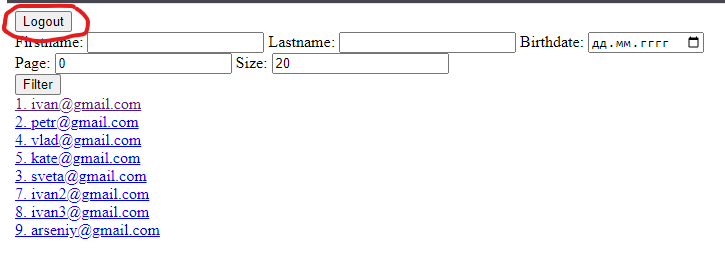 Logout
Firstname: Lastname: Birthdate: дд.мм.гггг
Page: 0 Size: 20
Filter
1. ivan@gmail.com
2. petr@gmail.com
4. vlad@gmail.com
5. kate@gmail.com
3. sveta@gmail.com
7. ivan2@gmail.com
8. ivan3@gmail.com
9. arseniy@gmail.com